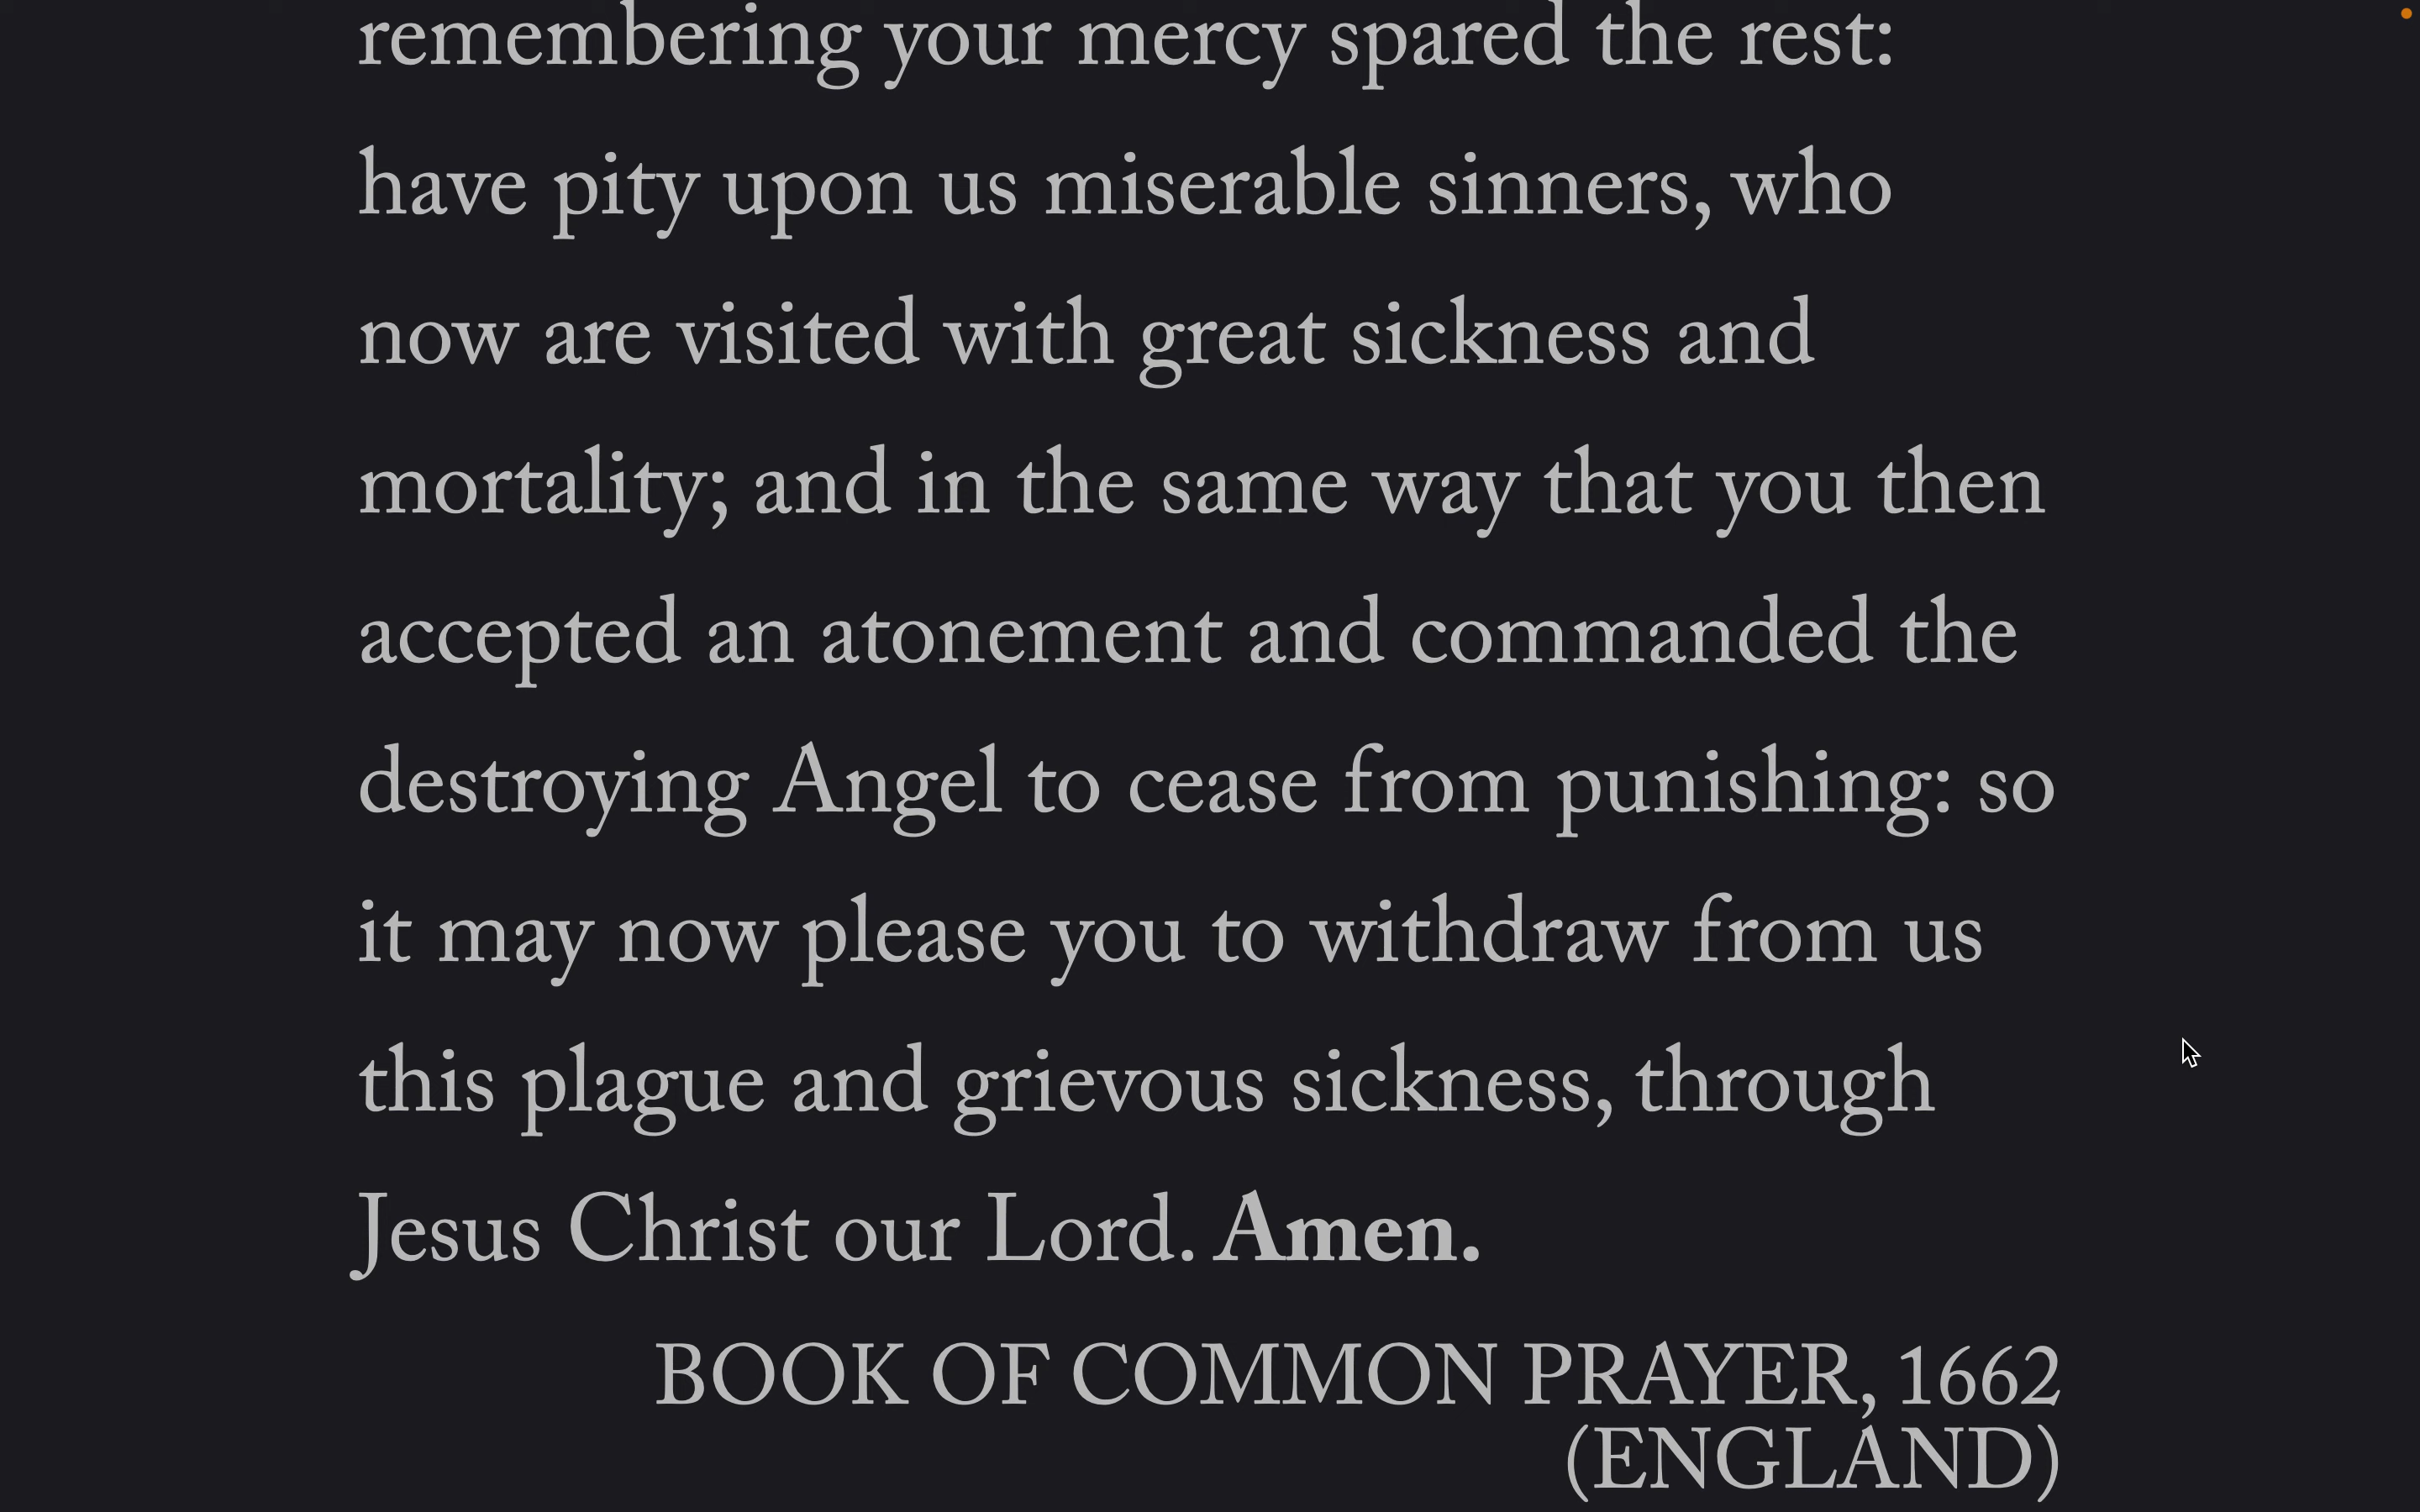 remembering your mercy spared the rest:
have pity upon us miserable sinners, who
now are visited with great sickness and
mortality; and in the same way that you then
accepted an atonement and commanded the
destroying Angel to cease from punishing: so
it may now please you to withdraw from us
this plague and grievous sickness, through
Jesus Christ our Lord. Amen.
BOOK OF COMMON PRAYER, 1662
(ENGLAND)